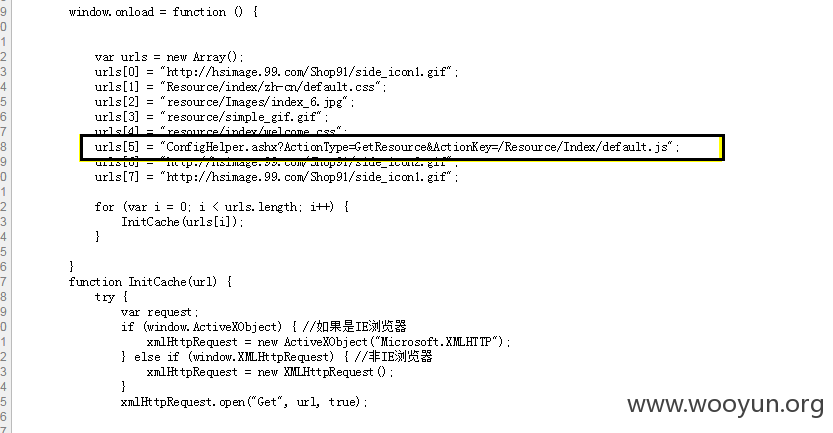 9 window.onload = function () {
0
1
2 var urls = new Array();
3 urls[0] = "http://hsimage.99.com/Shop91/side_icon1.gif";
4 urls[1] = "Resource/index/zh-cn/default.css";
5 urls[2] = "resource/Images/index_6.jpg";
6 urls[3] = "resource/simple_gif.gif";
7 urls[4] = "resource/index/welcome.css";
8 urls[5] = "ConfigHelper.ashx?ActionType=GetResource&ActionKey=/Resource/Index/default.js";
9 urls[6] = "http://hsimage.99.com/Shop91/side_icon2.gif";
0 urls[7] = "http://hsimage.99.com/Shop91/side_icon1.gif";
1
2 for (var i = 0; i < urls.length; i++) {
3 InitCache(urls[i]);
4 }
5
6 }
7 function InitCache(url) {
8 try {
9 var request;
0 if (window.ActiveXObject) { //如果是IE浏览器
1 xmlHttpRequest = new ActiveXObject("Microsoft.XMLHTTP");
2 } else if (window.XMLHttpRequest) { //非IE浏览器
3 xmlHttpRequest = new XMLHttpRequest();
4 }
5 xmlHttpRequest.open("Get", url, true);
6
7
www.wooyun.org